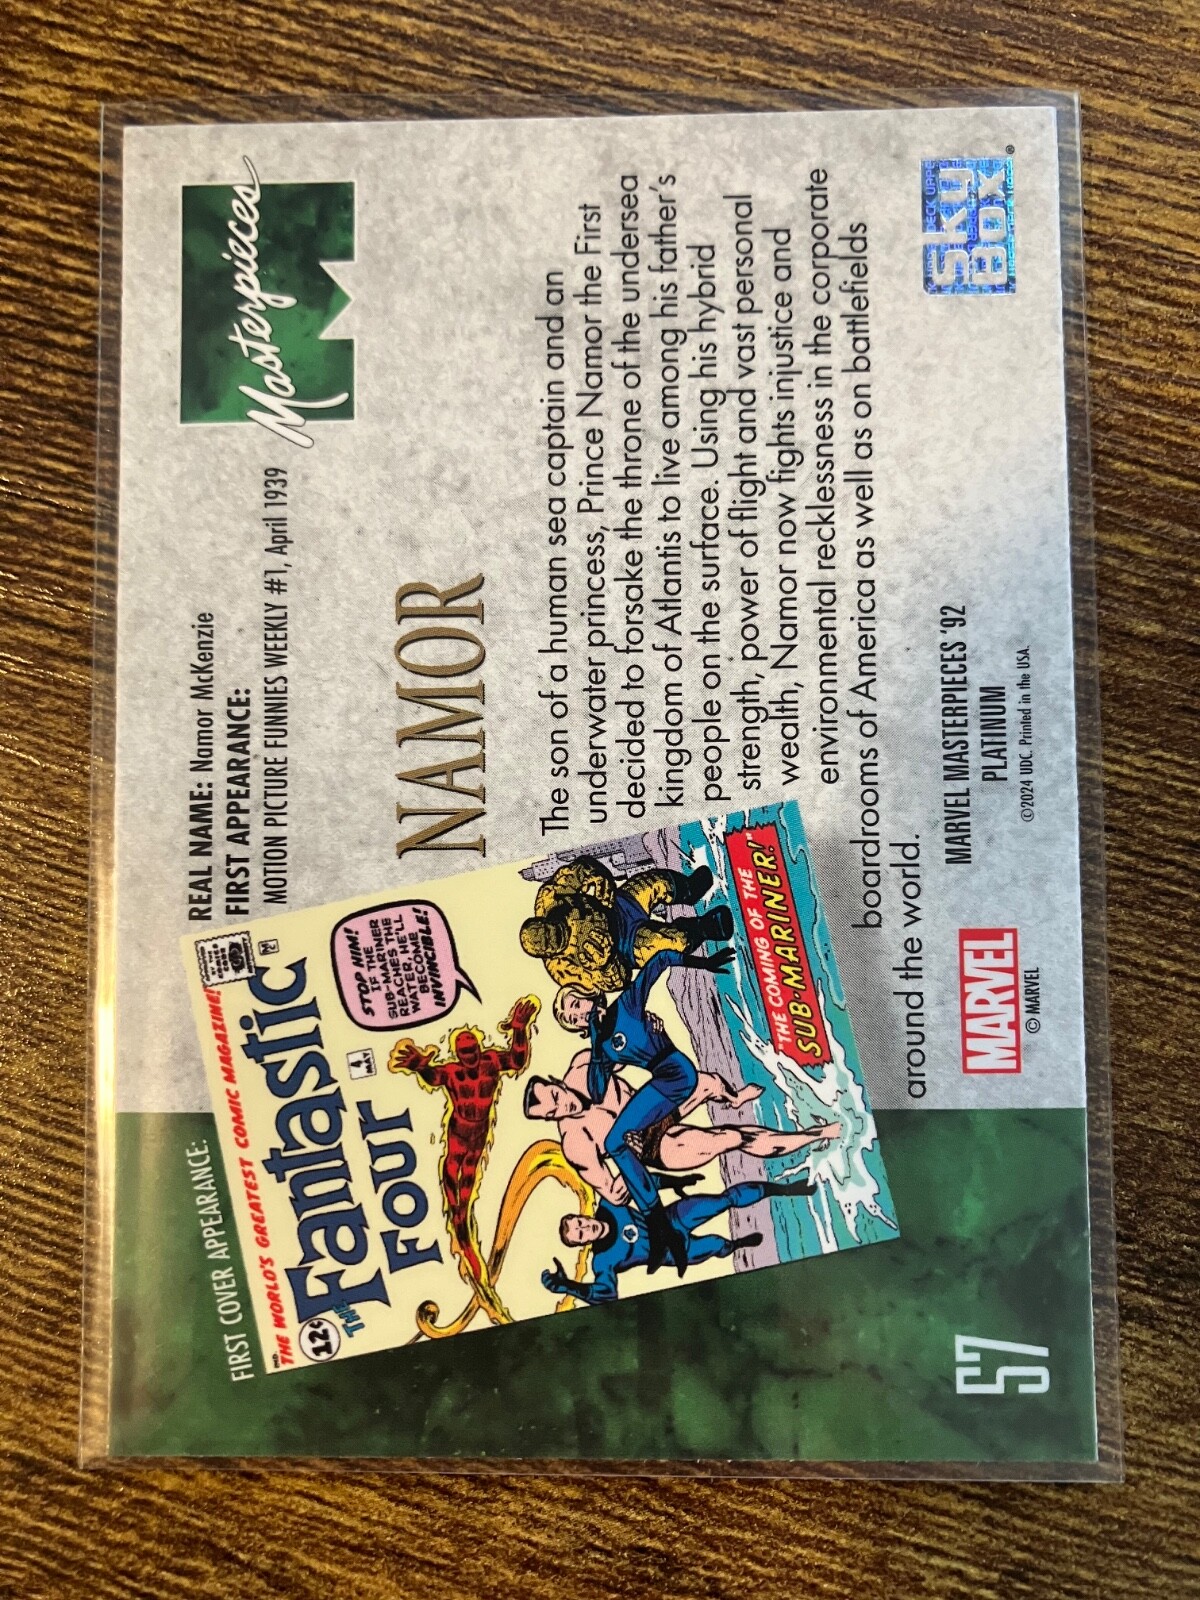 REAL NAME: Namor McKenzie
FIRST APPEARANCE:
MOTION PICTURE FUNNIES WEEKLY #1, April 1939
Masterpieces
FIRST COVER APPEARANCE:
IND.
THE WORLD'S GREATEST COMIC MAGAZINE!
12¢
THE
Fantastic
FOUR
4
MAY
STOP HIM!
IF THE
SUB-MARINER
REACHES THE
WATER, HE'LL
BECOME
INVINCIBLE!
"THE COMING OF THE
SUB-MARINER!"
NAMOR
The son of a human sea captain and an
underwater princess, Prince Namor the First
decided to forsake the throne of the undersea
kingdom of Atlantis to live among his father's
people on the surface. Using his hybrid
strength, power of flight and vast personal
wealth, Namor now fights injustice and
environmental recklessness in the corporate
boardrooms of America as well as on battlefields
around the world.
57
MARVEL
© MARVEL
MARVEL MASTERPIECES '92
PLATINUM
©2024 UDC. Printed in the USA.
SKY
BOX
®